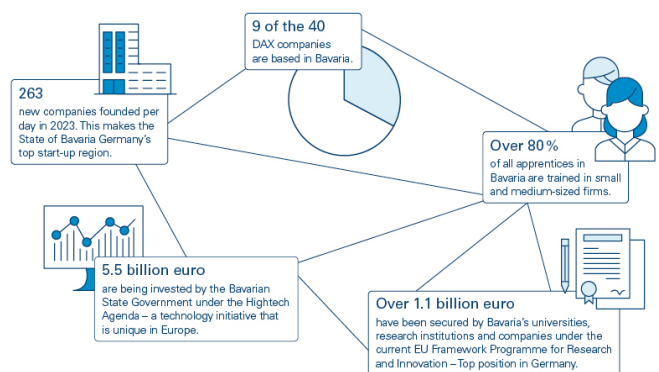 9 of the 40
DAX companies
are based in Bavaria.
263
new companies founded per
day in 2023. This makes the
State of Bavaria Germany's
top start-up region.
Over 80%
of all apprentices in
Bavaria are trained in small
and medium-sized firms.
5.5 billion euro
are being invested by the Bavarian
State Government under the Hightech
Agenda – a technology initiative that
is unique in Europe.
Over 1.1 billion euro
have been secured by Bavaria's universities,
research institutions and companies under the
current EU Framework Programme for Research
and Innovation – Top position in Germany.